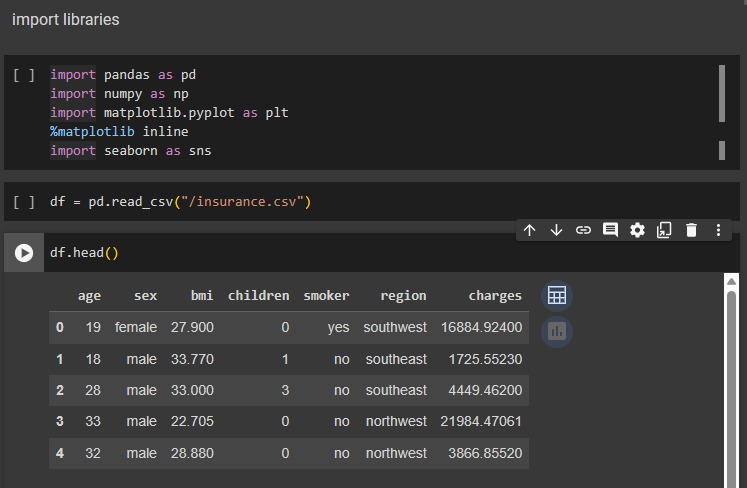 import libraries
[ ] import pandas as pd
import numpy as np
import matplotlib.pyplot as plt
%matplotlib inline
import seaborn as sns
[ ] df = pd.read_csv("/insurance.csv")
df.head()
age sex bmi children smoker region charges
0 19 female 27.900 0 yes southwest 16884.92400
1 18 male 33.770 1 no southeast 1725.55230
2 28 male 33.000 3 no southeast 4449.46200
3 33 male 22.705 0 no northwest 21984.47061
4 32 male 28.880 0 no northwest 3866.85520